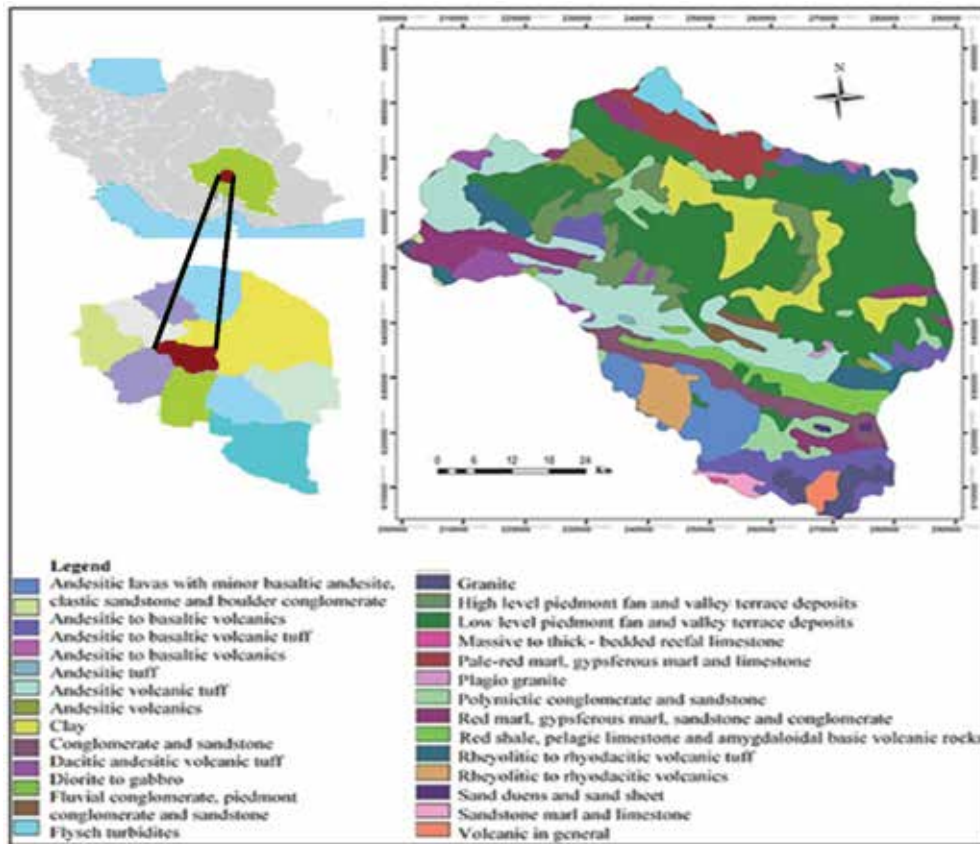 N
0 6 12 18 24 Km
Legend
Andesitic lavas with minor basaltic andesite,
clastic sandstone and boulder conglomerate
Andesitic to basaltic volcanics
Andesitic to basaltic volcanic tuff
Andesitic to basaltic volcanics
Andesitic tuff
Andesitic volcanic tuff
Andesitic volcanics
Clay
Conglomerate and sandstone
Dacitic andesitic volcanic tuff
Diorite to gabbro
Fluvial conglomerate, piedmont
conglomerate and sandstone
Flysch turbidites
Granite
High level piedmont fan and valley terrace deposits
Low level piedmont fan and valley terrace deposits
Massive to thick - bedded reefal limestone
Pale-red marl, gypsferous marl and limestone
Plagio granite
Polymictic conglomerate and sandstone
Red marl, gypsferous marl, sandstone and conglomerate
Red shale, pelagic limestone and amygdaloidal basic volcanic rocks
Rheyolitic to rhyodacitic volcanic tuff
Rheyolitic to rhyodacitic volcanics
Sand duens and sand sheet
Sandstone marl and limestone
Volcanic in general